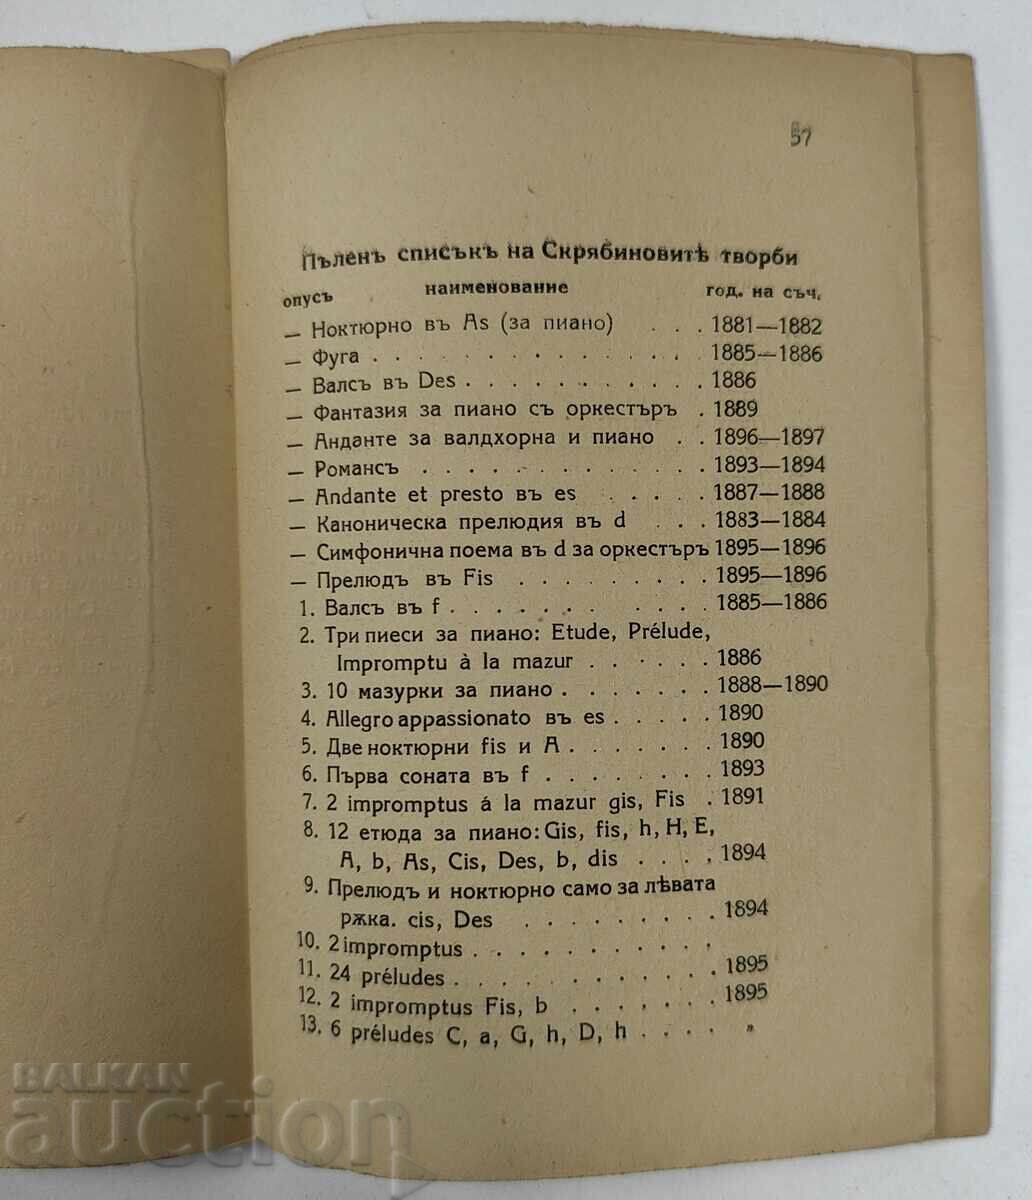 57
Пъленъ списъкъ на Скрябиновитѣ творби
опусъ наименование год. на съч.
— Ноктюрно въ As (за пиано) . . . 1881—1882
— Фуга . . . . . . . . . . . . . 1885—1886
— Валсъ въ Des . . . . . . . . . . 1886
— Фантазия за пиано съ оркестъръ . 1889
— Анданте за валдхорна и пиано . . 1896—1897
— Романсъ . . . . . . . . . . . . 1893—1894
— Andante et presto въ es . . . . . 1887—1888
— Каноническа прелюдия въ d . . . 1883—1884
— Симфонична поема въ d за оркестъръ 1895—1896
— Прелюдъ въ Fis . . . . . . . . . 1895—1896
1. Валсъ въ f . . . . . . . . . . . 1885—1886
2. Три пиеси за пиано: Etude, Prélude,
Impromptu à la mazur . . . . . . 1886
3. 10 мазурки за пиано . . . . . . . 1888—1890
4. Allegro appassionato въ es . . . . . 1890
5. Две ноктюрни fis и A . . . . . . . 1890
6. Първа соната въ f . . . . . . . . 1893
7. 2 impromptus á la mazur gis, Fis . 1891
8. 12 етюда за пиано: Gis, fis, h, H, E,
A, b, As, Cis, Des, b, dis . . . . 1894
9. Прелюдъ и ноктюрно само за лѣвата
рѫка. cis, Des . . . . . . . . . 1894
10. 2 impromptus . . . . . . . . . . .
11. 24 préludes . . . . . . . . . . . . 1895
12. 2 impromptus Fis, b . . . . . . . 1895
13. 6 préludes C, a, G, h, D, h . . . . „
BALKAN
auction